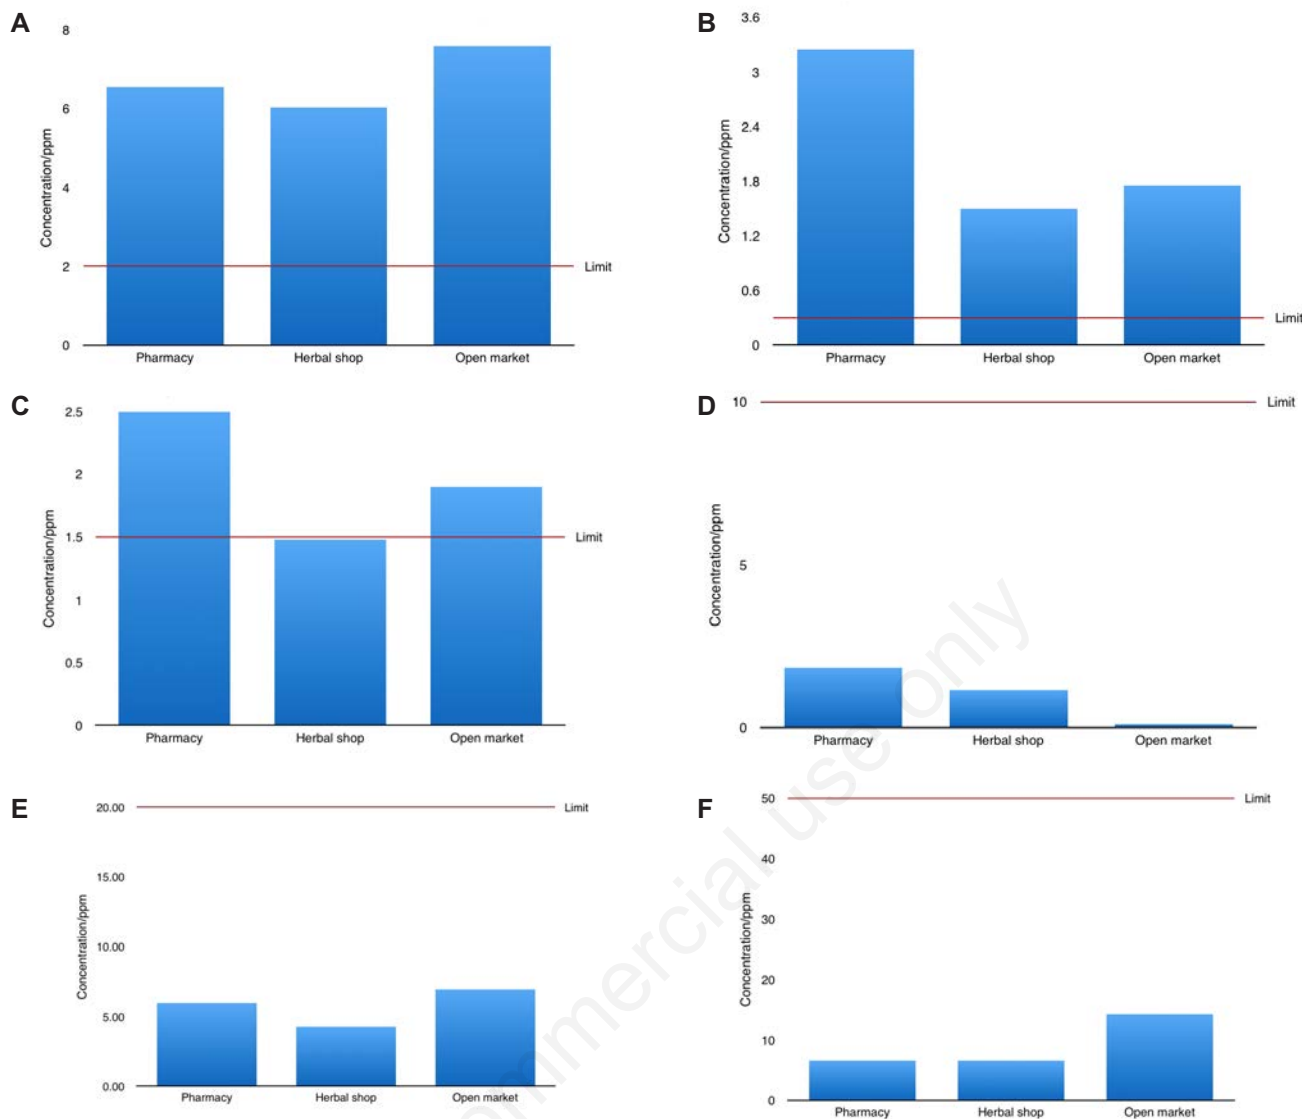 A
8
6
4
2
0
Concentration/ppm
Limit
Pharmacy Herbal shop Open market
B
3.6
3
2.4
1.8
1.2
0.6
0
Concentration/ppm
Limit
Pharmacy Herbal shop Open market
C
2.5
2
1.5
1
0.5
0
Concentration/ppm
Limit
Pharmacy Herbal shop Open market
D
10
5
0
Concentration/ppm
Limit
Pharmacy Herbal shop Open market
E
20.00
15.00
10.00
5.00
0.00
Concentration/ppm
Limit
Pharmacy Herbal shop Open market
F
50
40
30
20
10
0
Concentration/ppm
Limit
Pharmacy Herbal shop Open market
ommercial use only